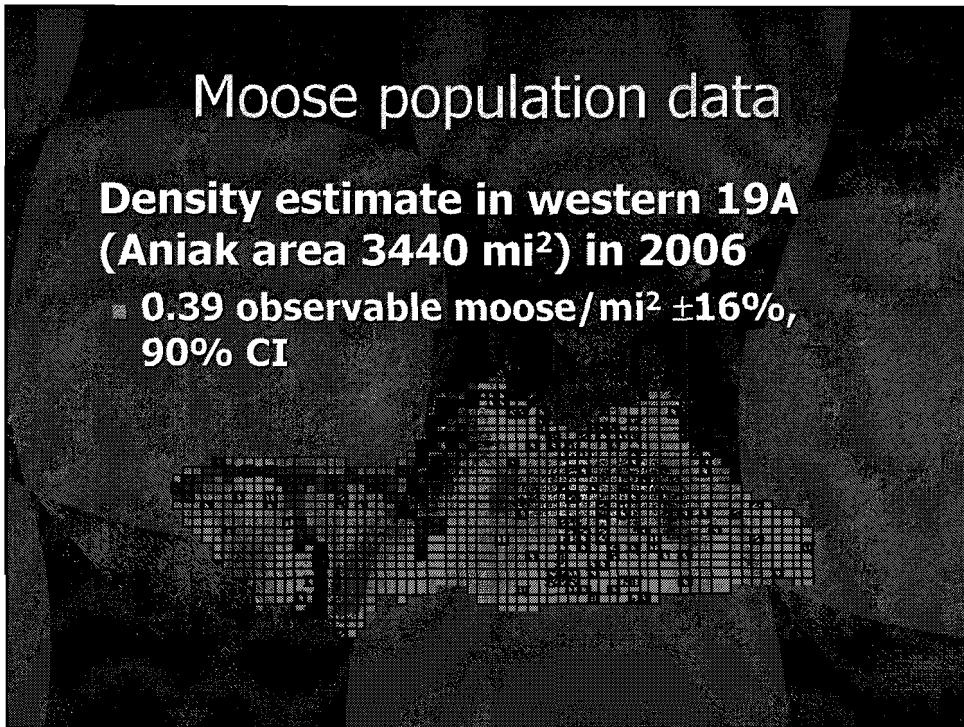 Moose population data
Density estimate in western 19A
(Aniak area 3440 mi²) in 2006
0.39 observable moose/mi² ±16%,
90% CI